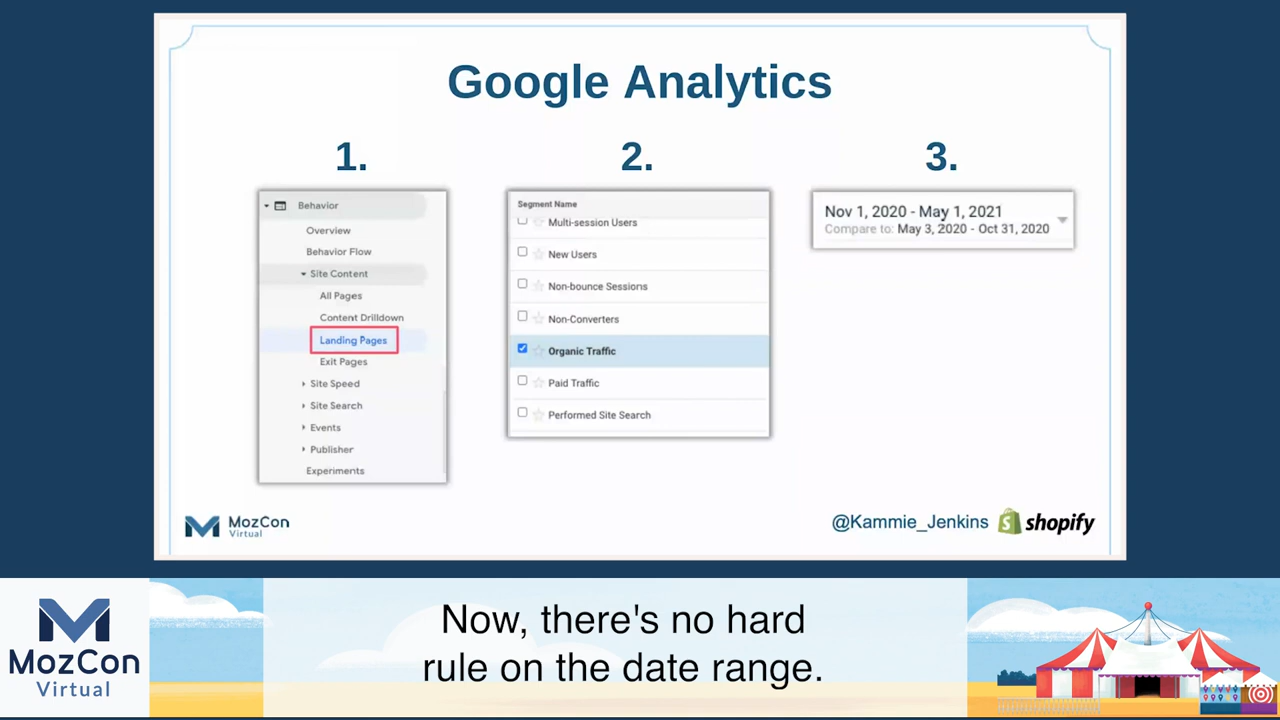 Google Analytics
1.
2.
3.
Behavior
Overview
Behavior Flow
Site Content
All Pages
Content Drilldown
Landing Pages
Exit Pages
Site Speed
Site Search
Events
Publisher
Experiments
Segment Name
Multi-session Users
New Users
Non-bounce Sessions
Non-Converters
Organic Traffic
Paid Traffic
Performed Site Search
Nov 1, 2020 - May 1, 2021
Compare to: May 3, 2020 - Oct 31, 2020
MozCon
Virtual
@Kammie_Jenkins
shopify
MozCon
Virtual
Now, there's no hard
rule on the date range.